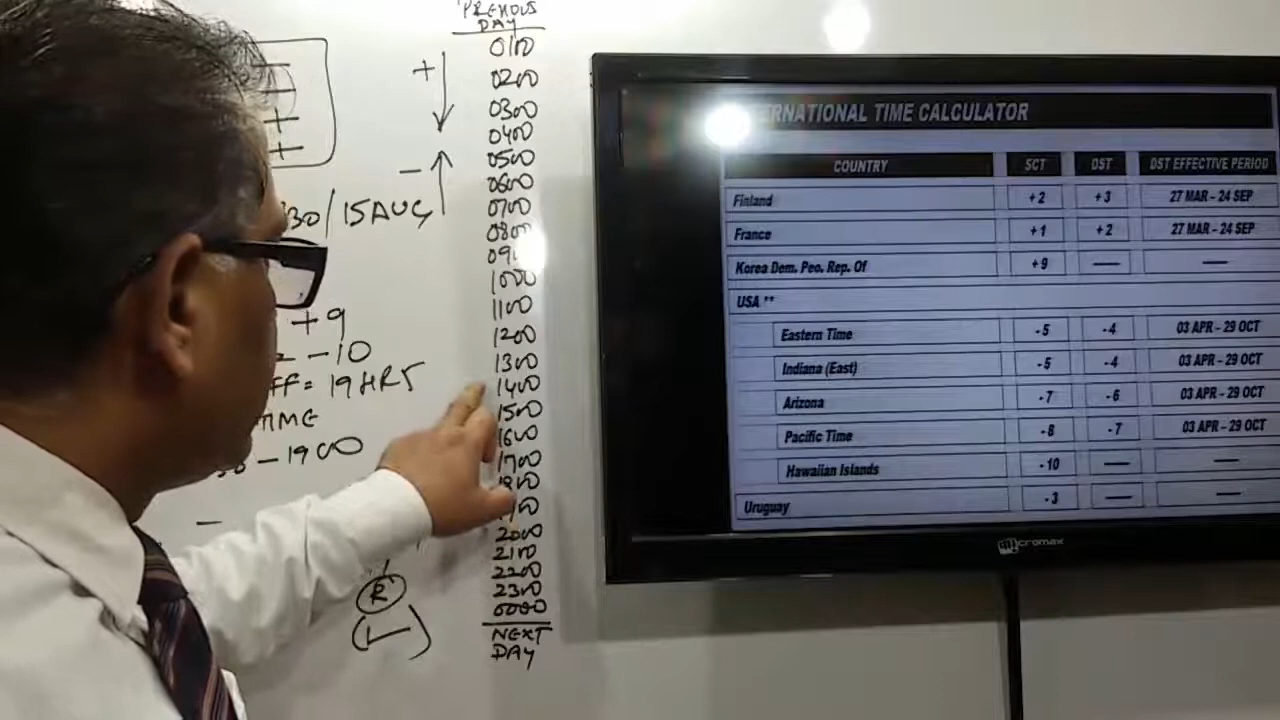 PREVIOUS
DAY
0100
0200
0300
0400
0500
0600
0700
0800
1000
1100
1200
1300
1400
1500
1600
1700
2000
2100
2200
2300
0000
NEXT
DAY
+
-
30/15AUG
+9
-10
FF = 19HRS
TIME
- 1900
-
R
ERNATIONAL TIME CALCULATOR
COUNTRY SCT DST DST EFFECTIVE PERIOD
Finland +2 +3 27 MAR - 24 SEP
France +1 +2 27 MAR - 24 SEP
Korea Dem. Peo. Rep. Of +9 — —
USA **
Eastern Time -5 -4 03 APR - 29 OCT
Indiana (East) -5 -4 03 APR - 29 OCT
Arizona -7 -6 03 APR - 29 OCT
Pacific Time -8 -7 03 APR - 29 OCT
Hawaiian Islands -10 — —
Uruguay -3 — —
micromax